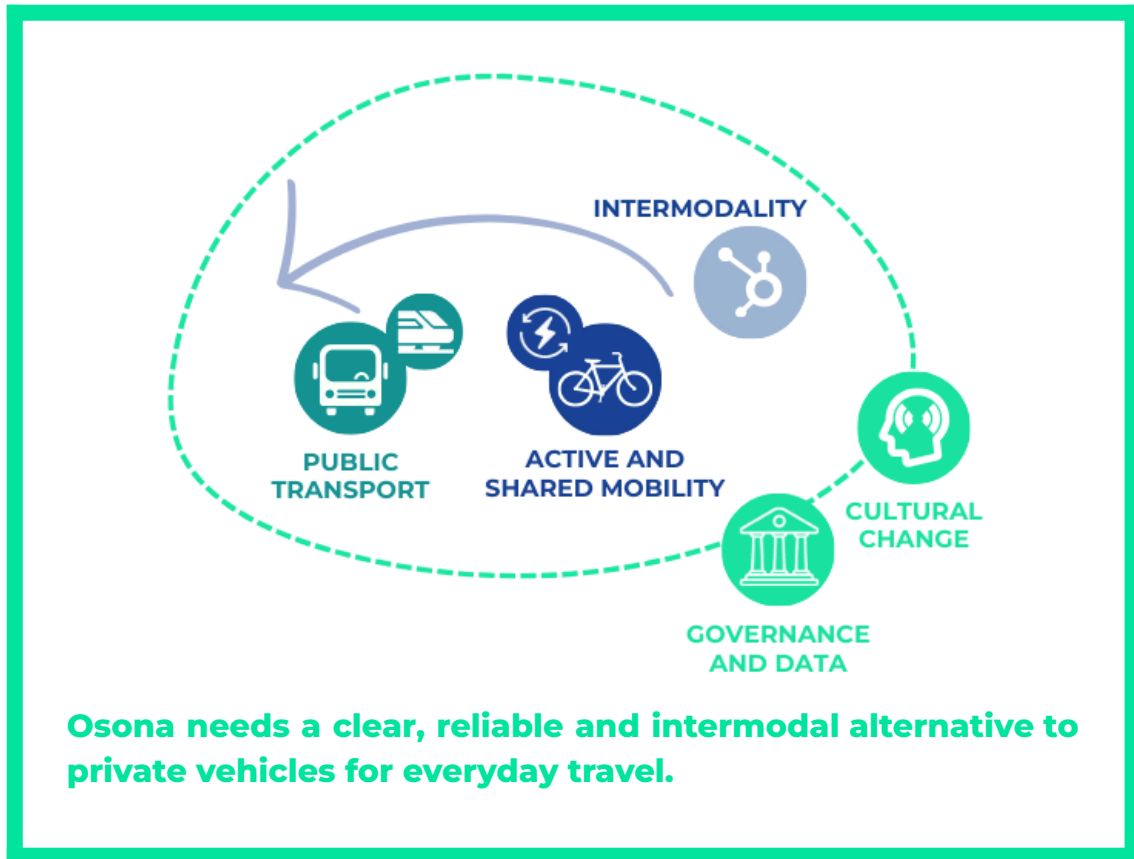 INTERMODALITY
PUBLIC
TRANSPORT
ACTIVE AND
SHARED MOBILITY
CULTURAL
CHANGE
GOVERNANCE
AND DATA
Osona needs a clear, reliable and intermodal alternative to
private vehicles for everyday travel.